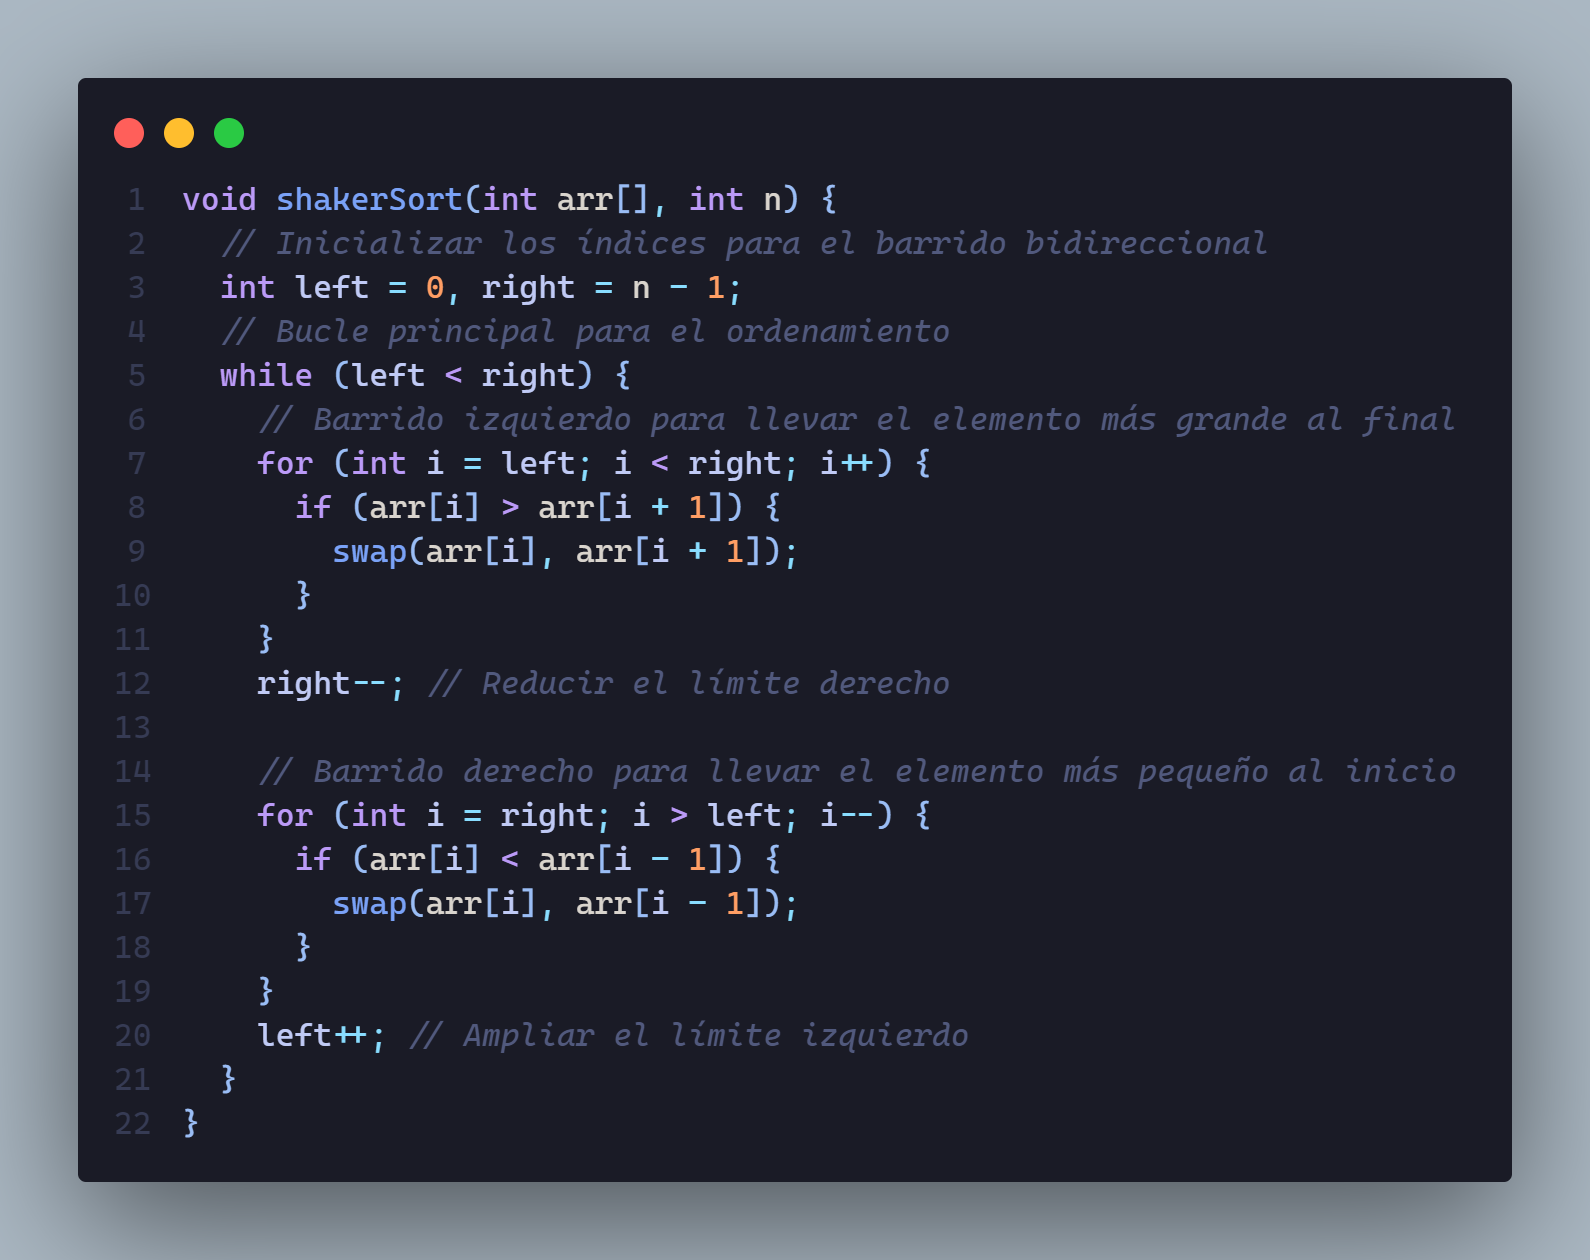 1 void shakerSort(int arr[], int n) {
2 // Inicializar los índices para el barrido bidireccional
3 int left = 0, right = n - 1;
4 // Bucle principal para el ordenamiento
5 while (left < right) {
6 // Barrido izquierdo para llevar el elemento más grande al final
7 for (int i = left; i < right; i++) {
8 if (arr[i] > arr[i + 1]) {
9 swap(arr[i], arr[i + 1]);
10 }
11 }
12 right--; // Reducir el límite derecho
13
14 // Barrido derecho para llevar el elemento más pequeño al inicio
15 for (int i = right; i > left; i--) {
16 if (arr[i] < arr[i - 1]) {
17 swap(arr[i], arr[i - 1]);
18 }
19 }
20 left++; // Ampliar el límite izquierdo
21 }
22 }